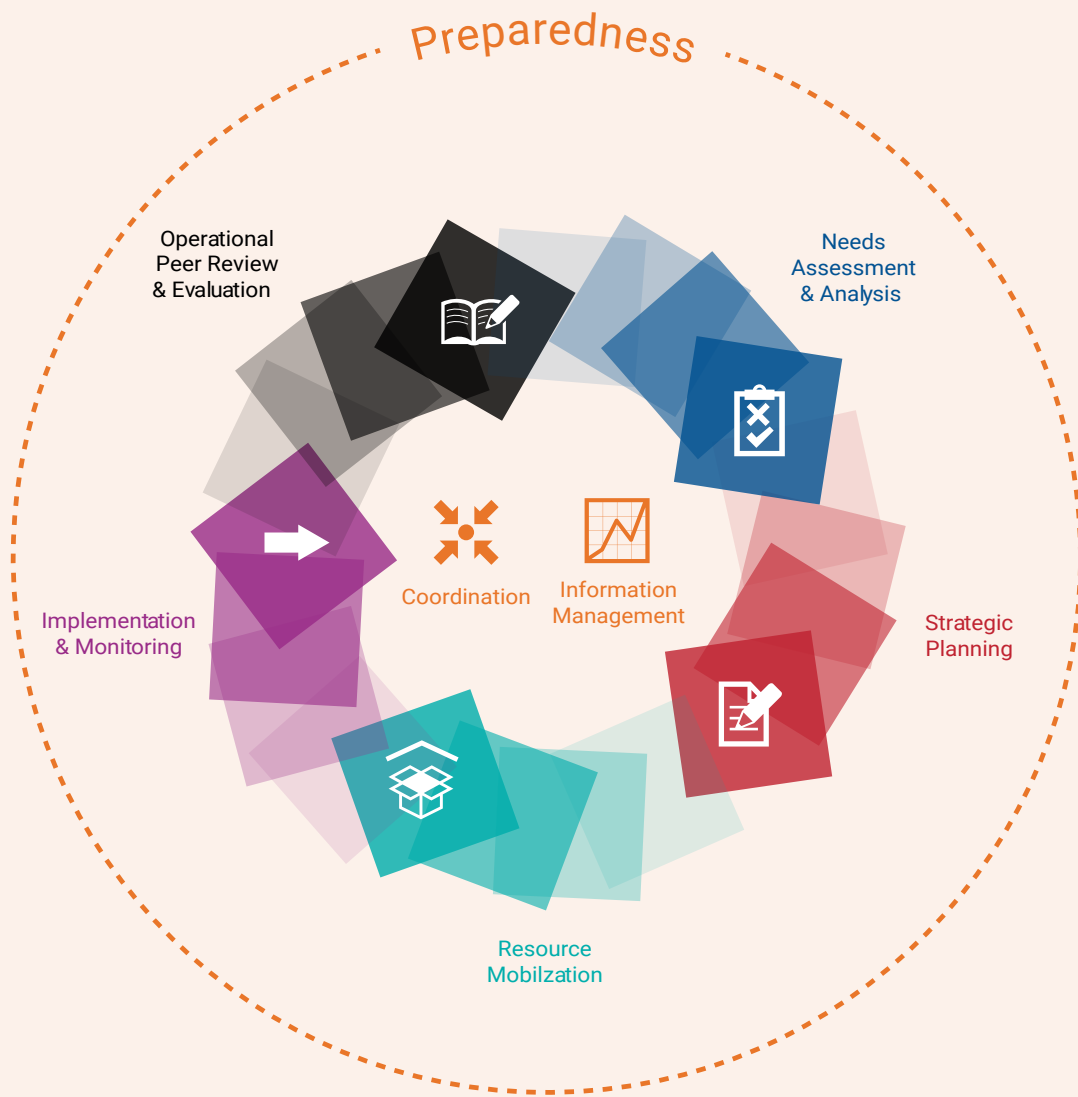 Preparedness
Operational
Peer Review
& Evaluation
Needs
Assessment
& Analysis
Coordination
Information
Management
Implementation
& Monitoring
Strategic
Planning
Resource
Mobilzation